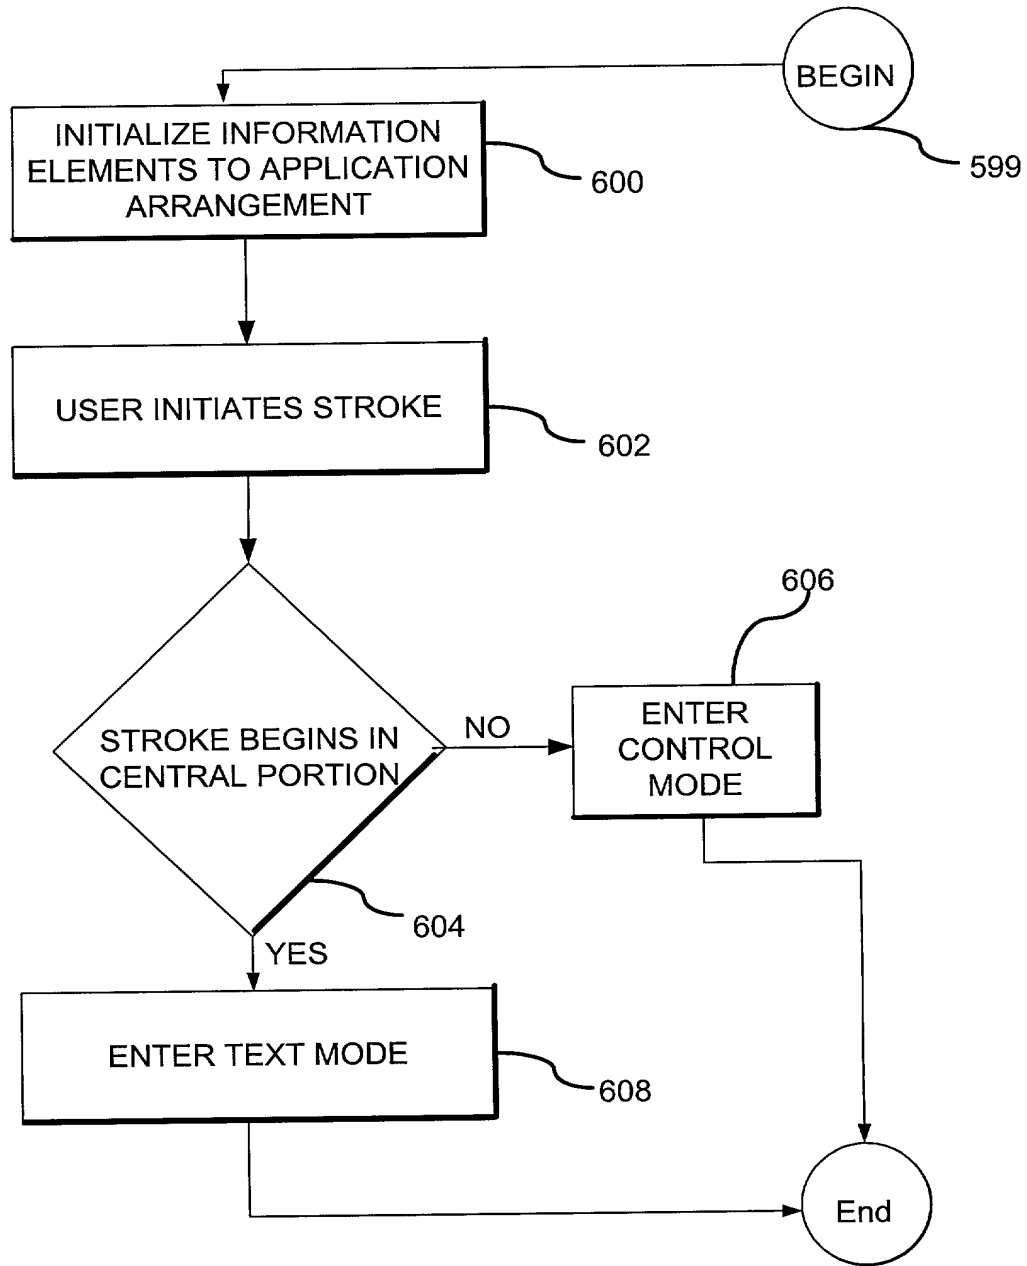 BEGIN
599
INITIALIZE INFORMATION
ELEMENTS TO APPLICATION
ARRANGEMENT
600
USER INITIATES STROKE
602
STROKE BEGINS IN
CENTRAL PORTION
604
NO
606
ENTER
CONTROL
MODE
YES
ENTER TEXT MODE
608
End